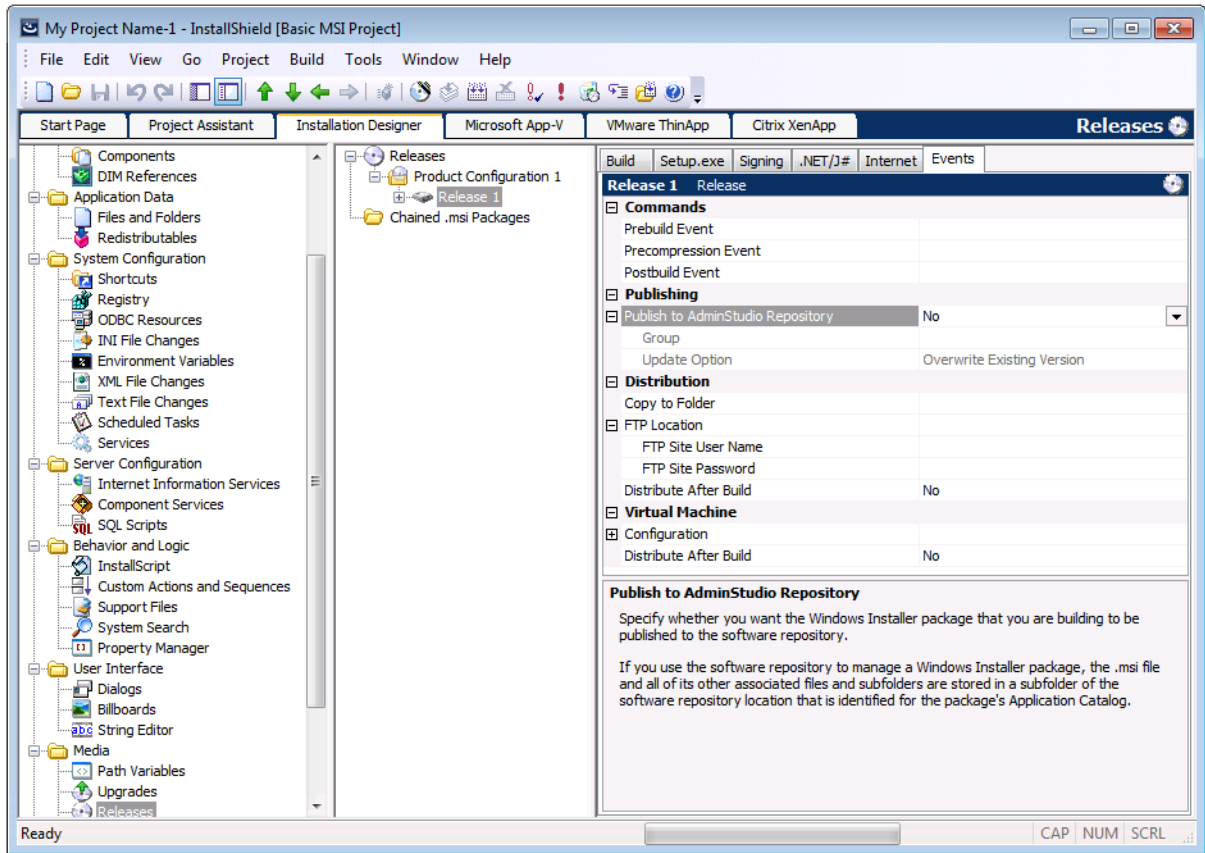 My Project Name-1 - InstallShield [Basic MSI Project]
File Edit View Go Project Build Tools Window Help
Start Page Project Assistant Installation Designer Microsoft App-V VMware ThinApp Citrix XenApp Releases
Components
DIM References
Application Data
Files and Folders
Redistributables
System Configuration
Shortcuts
Registry
ODBC Resources
INI File Changes
Environment Variables
XML File Changes
Text File Changes
Scheduled Tasks
Services
Server Configuration
Internet Information Services
Component Services
SQL Scripts
Behavior and Logic
InstallScript
Custom Actions and Sequences
Support Files
System Search
Property Manager
User Interface
Dialogs
Billboards
String Editor
Media
Path Variables
Upgrades
Releases
Releases
Product Configuration 1
Release 1
Chained .msi Packages
Build Setup.exe Signing .NET/J# Internet Events
Release 1 Release
Commands
Prebuild Event
Precompression Event
Postbuild Event
Publishing
Publish to AdminStudio Repository No
Group
Update Option Overwrite Existing Version
Distribution
Copy to Folder
FTP Location
FTP Site User Name
FTP Site Password
Distribute After Build No
Virtual Machine
Configuration
Distribute After Build No
Publish to AdminStudio Repository
Specify whether you want the Windows Installer package that you are building to be
published to the software repository.
If you use the software repository to manage a Windows Installer package, the .msi file
and all of its other associated files and subfolders are stored in a subfolder of the
software repository location that is identified for the package's Application Catalog.
Ready CAP NUM SCRL